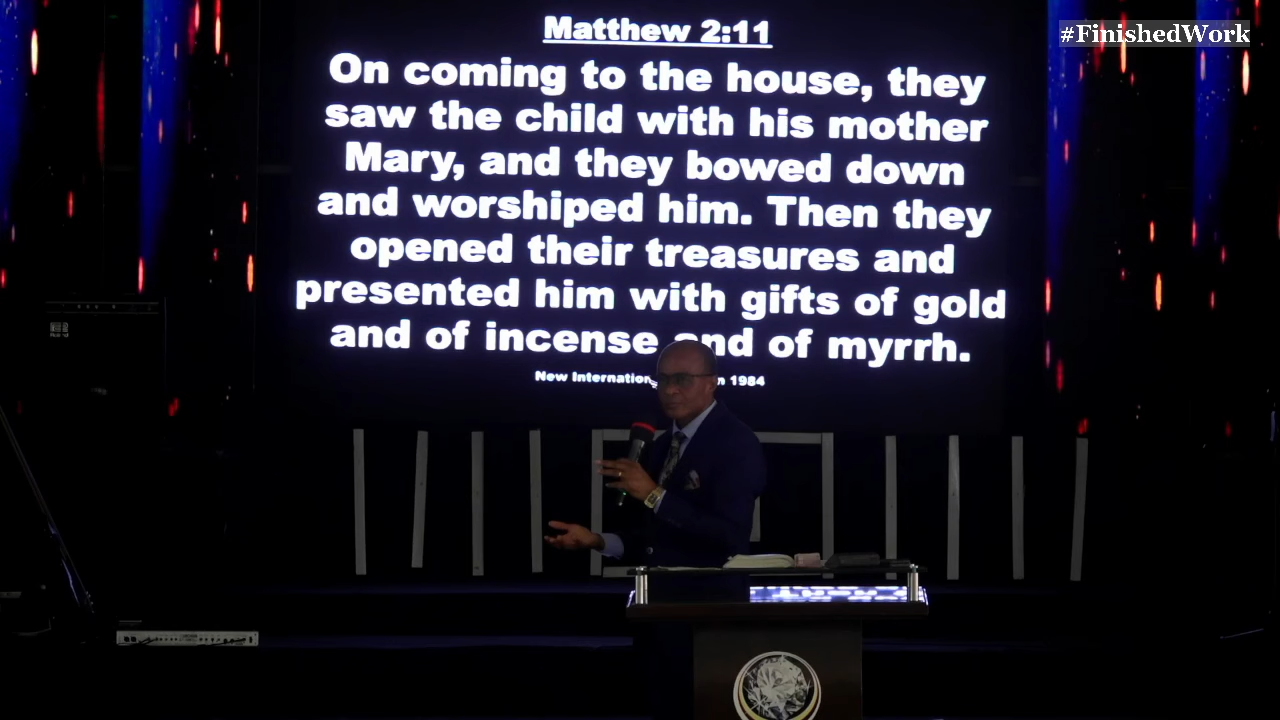 Matthew 2:11
#FinishedWork
On coming to the house, they
saw the child with his mother
Mary, and they bowed down
and worshiped him. Then they
opened their treasures and
presented him with gifts of gold
and of incense and of myrrh.
New International 1984